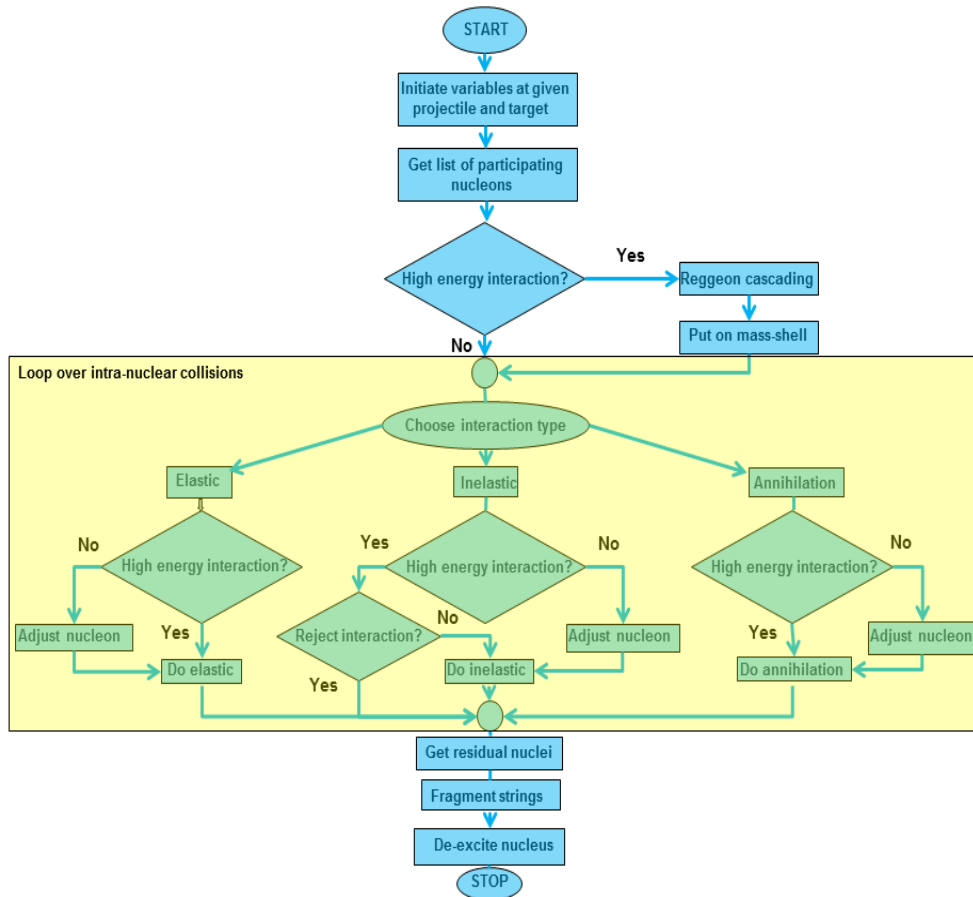 START
Initiate variables at given
projectile and target
Get list of participating
nucleons
High energy interaction?
Yes
Reggeon cascading
Put on mass-shell
No
Loop over intra-nuclear collisions
Choose interaction type
Elastic
Inelastic
Annihilation
No
High energy interaction?
Yes
High energy interaction?
No
High energy interaction?
No
Adjust nucleon
Yes
Reject interaction?
No
Adjust nucleon
Yes
Adjust nucleon
Do elastic
Yes
Do inelastic
Do annihilation
Get residual nuclei
Fragment strings
De-excite nucleus
STOP